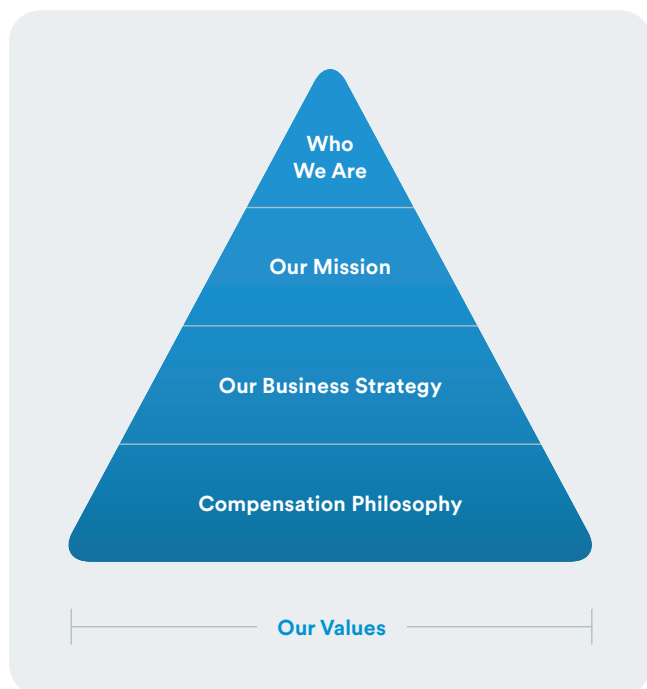 Who
We Are
Our Mission
Our Business Strategy
Compensation Philosophy
Our Values